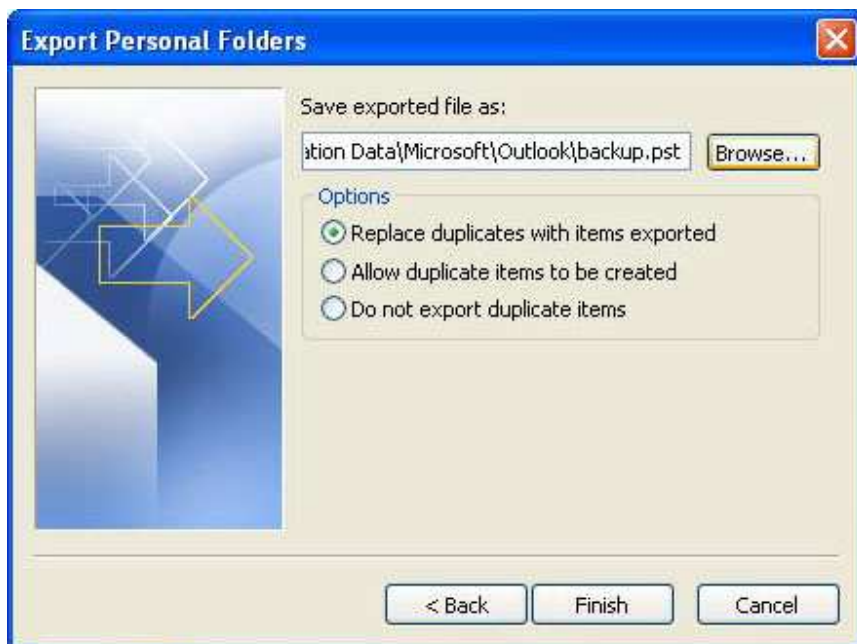 Export Personal Folders
Save exported file as:
ation Data\Microsoft\Outlook\backup.pst
Browse...
Options
Replace duplicates with items exported
Allow duplicate items to be created
Do not export duplicate items
< Back
Finish
Cancel